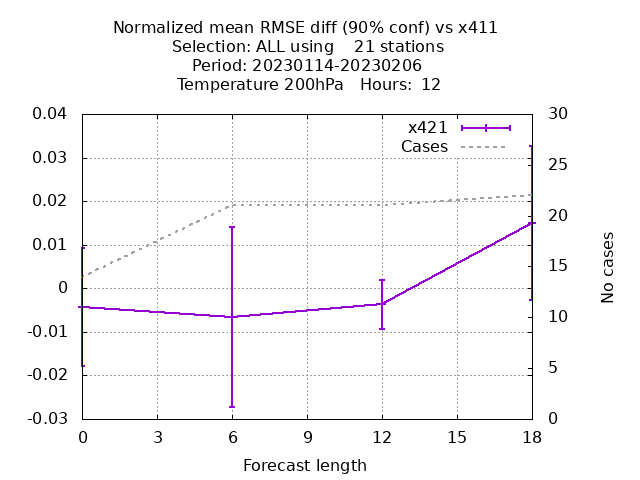 Normalized mean RMSE diff (90% conf) vs x411
Selection: ALL using    21 stations
Period: 20230114-20230206
Temperature 200hPa   Hours:  12
x421
Cases
0.04
0.03
0.02
0.01
0
-0.01
-0.02
-0.03
30
25
20
15
10
5
0
No cases
0 3 6 9 12 15 18
Forecast length